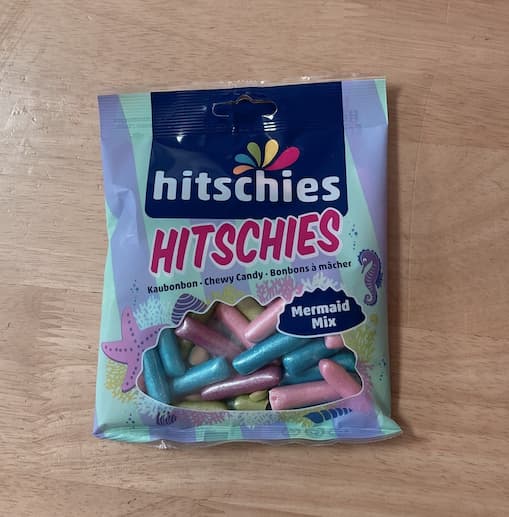 hitschies
HITSCHIES
Kaubonbon • Chewy Candy • Bonbons à mâcher
Mermaid
Mix